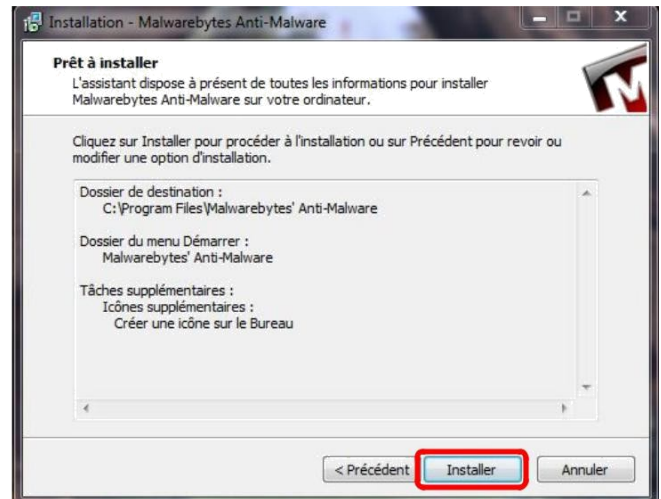 Installation - Malwarebytes Anti-Malware
Prêt à installer
L'assistant dispose à présent de toutes les informations pour installer
Malwarebytes Anti-Malware sur votre ordinateur.
Cliquez sur Installer pour procéder à l'installation ou sur Précédent pour revoir ou
modifier une option d'installation.
Dossier de destination :
C:\Program Files\Malwarebytes' Anti-Malware
Dossier du menu Démarrer :
Malwarebytes' Anti-Malware
Tâches supplémentaires :
Icônes supplémentaires :
Créer une icône sur le Bureau
< Précédent Installer Annuler